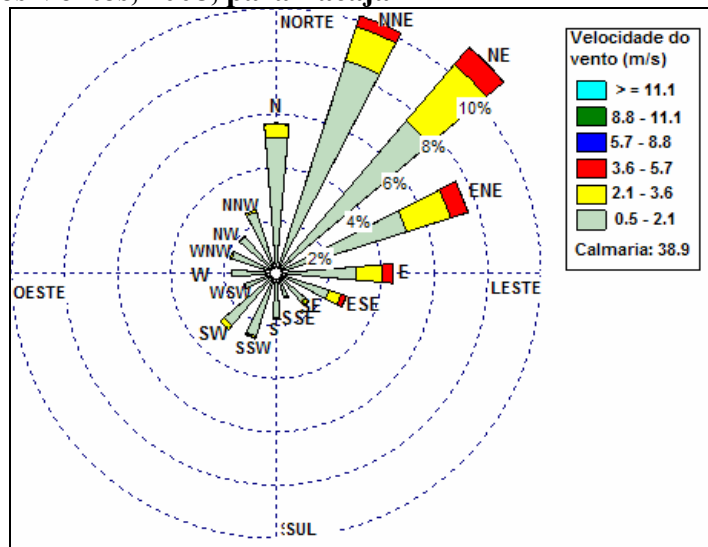 NORTE
NNE
NE
N
10%
8%
6%
ENE
4%
NNW
NW
WNW
2%
W
E
OESTE
LESTE
WSW
ESE
SE
SSE
S
SW
SSW
SUL
Velocidade do
vento (m/s)
> = 11.1
8.8 - 11.1
5.7 - 8.8
3.6 - 5.7
2.1 - 3.6
0.5 - 2.1
Calmaria: 38.9